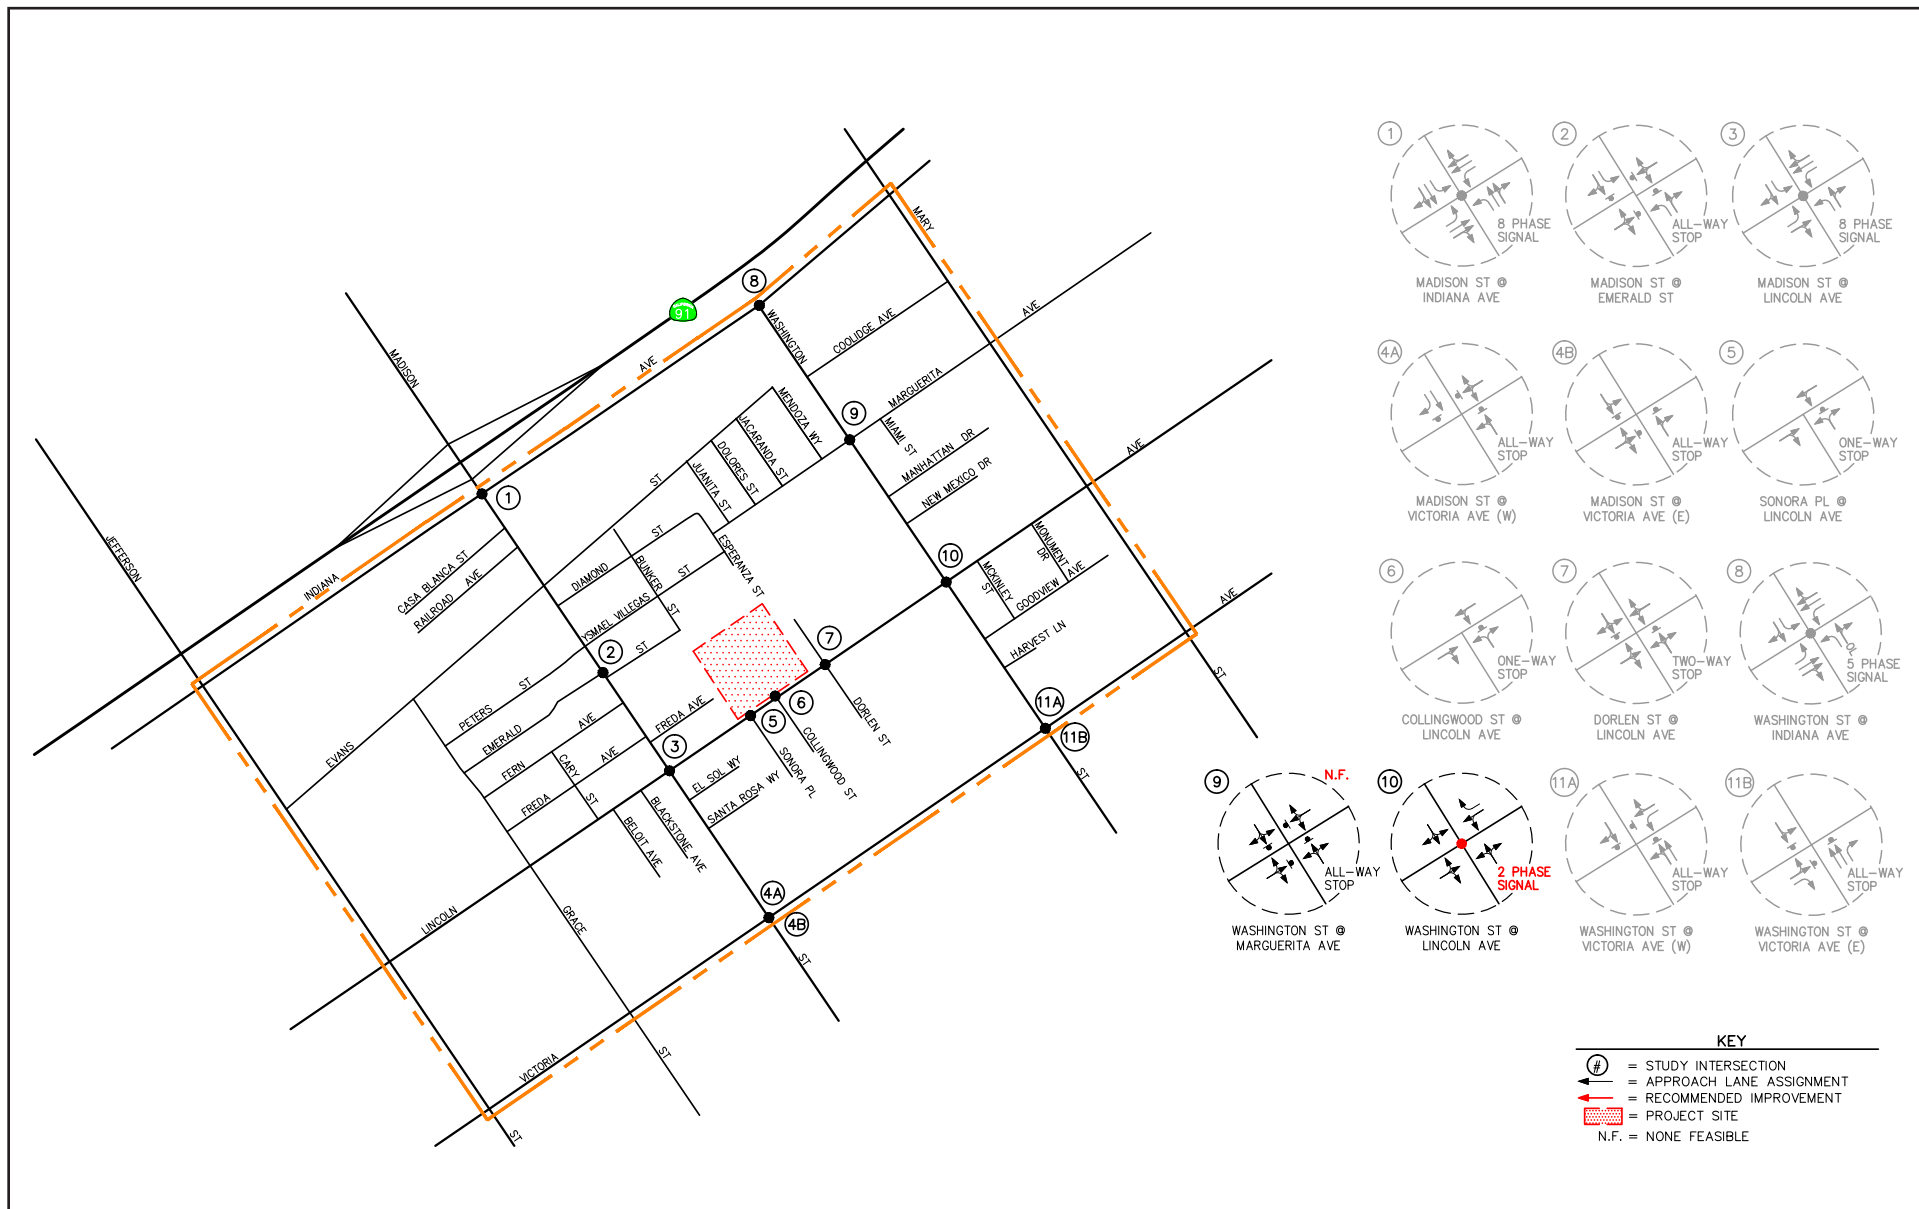 MARY
ST
8
91
WASHINGTON
ST
COOLIDGE AVE
AVE
MADISON
ST
AVE
MARGUERITA
MENDOZA WY
JACARANDA ST
DOLORES ST
JUANITA ST
9
MIAMI ST
MANHATTAN DR
NEW MEXICO DR
AVE
JEFFERSON
ST
1
ST
INDIANA
CASA BLANCA ST
RAILROAD AVE
DIAMOND ST
BUNKER ST
ESPERANZA ST
YSMAEL VILLEGAS ST
10
MONUMENT
DR
MCKINLEY
ST
GOODVIEW AVE
HARVEST LN
AVE
2
ST
7
PETERS ST
EMERALD
FERN AVE
FREDA AVE
FREDA AVE
CARY ST
EVANS
3
5
6
DORLEN ST
COLLINGWOOD ST
SONORA PL
EL SOL WY
SANTA ROSA WY
BLACKSTONE AVE
BELOIT AVE
11A
11B
LINCOLN
GRACE
ST
4A
4B
VICTORIA
1
8 PHASE
SIGNAL
MADISON ST @
INDIANA AVE
2
ALL-WAY
STOP
MADISON ST @
EMERALD ST
3
8 PHASE
SIGNAL
MADISON ST @
LINCOLN AVE
4A
ALL-WAY
STOP
MADISON ST @
VICTORIA AVE (W)
4B
ALL-WAY
STOP
MADISON ST @
VICTORIA AVE (E)
5
ONE-WAY
STOP
SONORA PL @
LINCOLN AVE
6
ONE-WAY
STOP
COLLINGWOOD ST @
LINCOLN AVE
7
TWO-WAY
STOP
DORLEN ST @
LINCOLN AVE
8
OL
5 PHASE
SIGNAL
WASHINGTON ST @
INDIANA AVE
9
N.F.
ALL-WAY
STOP
WASHINGTON ST @
MARGUERITA AVE
10
2 PHASE
SIGNAL
WASHINGTON ST @
LINCOLN AVE
11A
ALL-WAY
STOP
WASHINGTON ST @
VICTORIA AVE (W)
11B
ALL-WAY
STOP
WASHINGTON ST @
VICTORIA AVE (E)
KEY
# = STUDY INTERSECTION
= APPROACH LANE ASSIGNMENT
= RECOMMENDED IMPROVEMENT
= PROJECT SITE
N.F. = NONE FEASIBLE